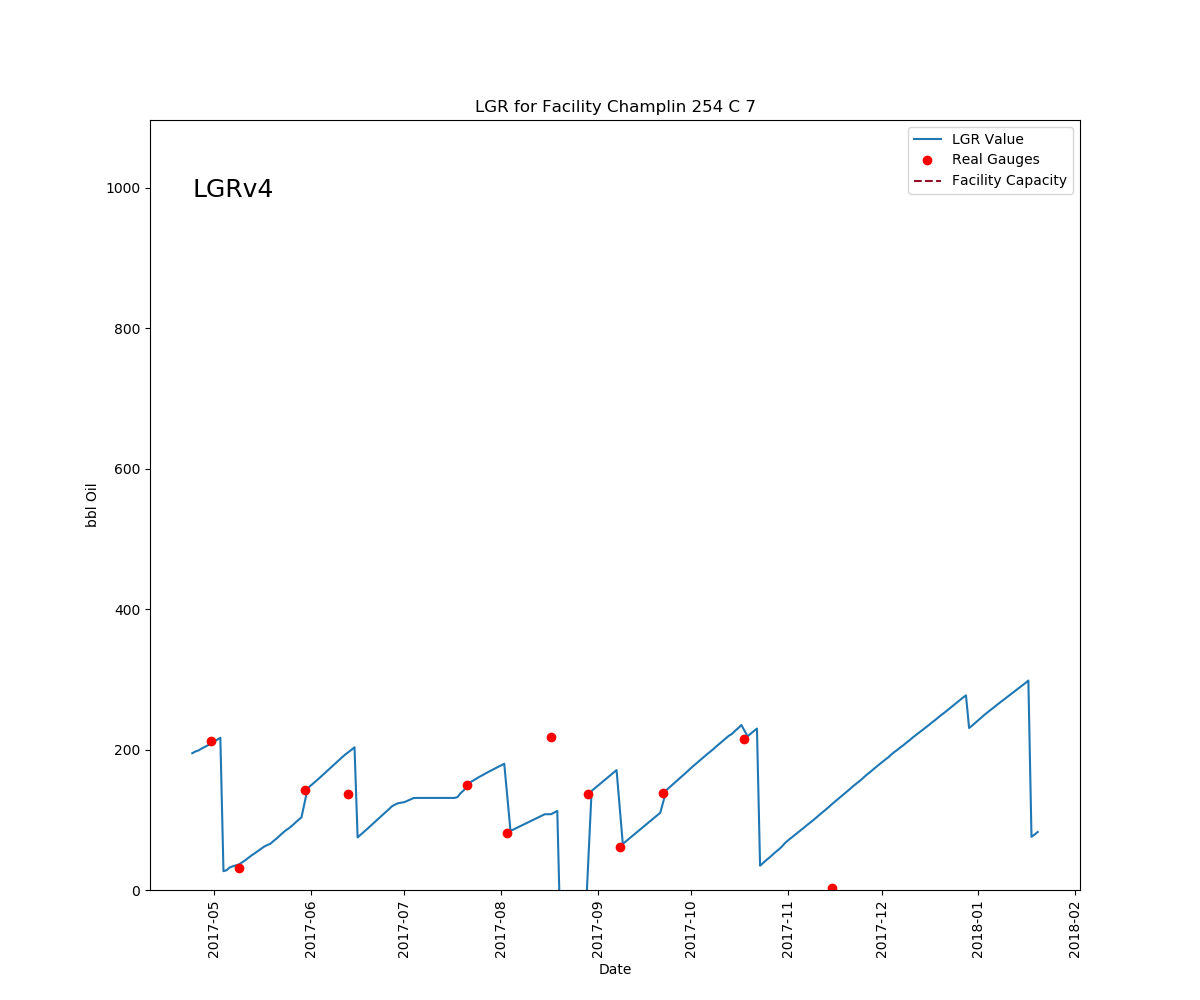 LGR for Facility Champlin 254 C 7
LGR Value
Real Gauges
Facility Capacity
LGRv4
1000
800
600
400
200
0
bbl Oil
2017-05
2017-06
2017-07
2017-08
2017-09
2017-10
2017-11
2017-12
2018-01
2018-02
Date